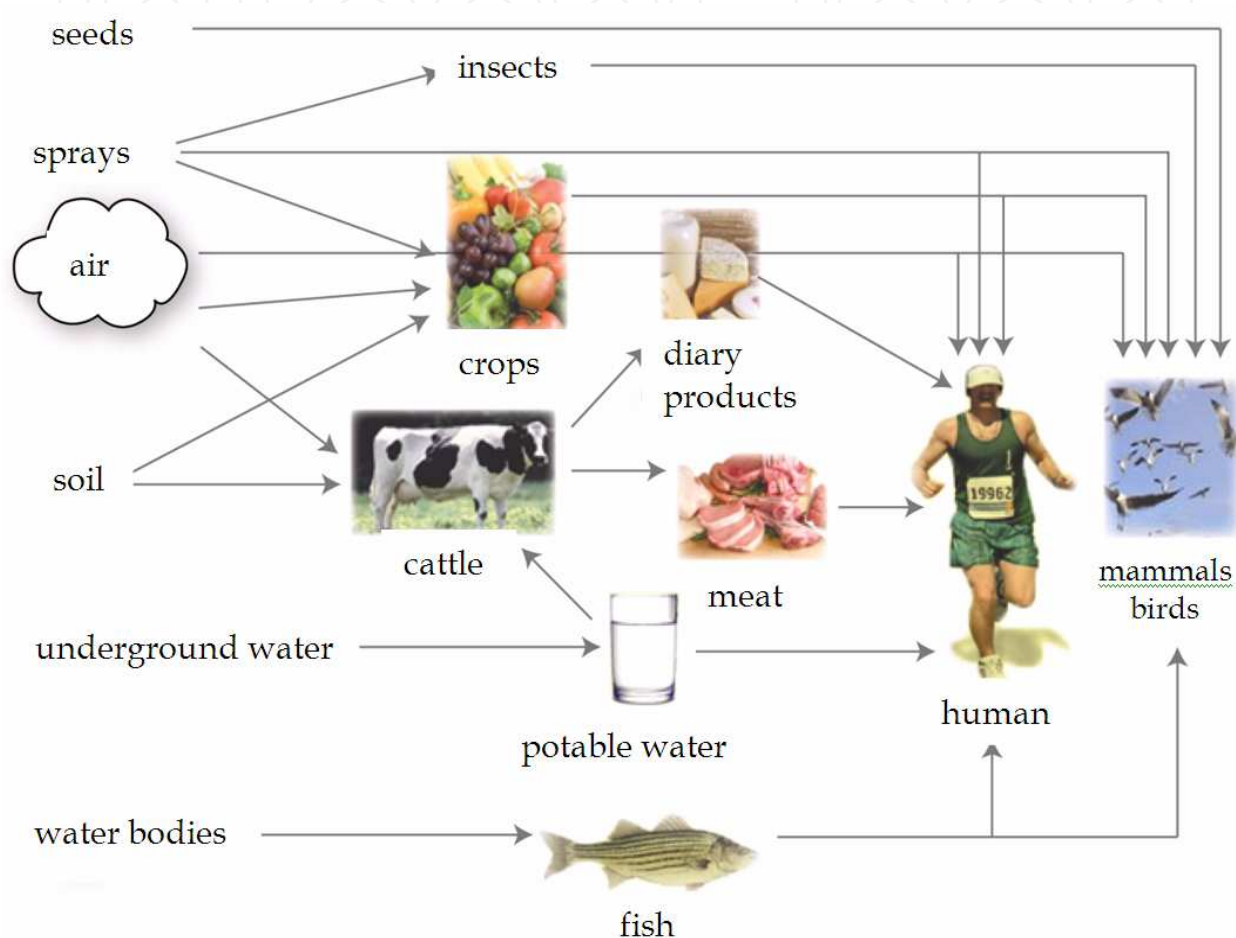 seeds
insects
sprays
air
crops
diary
products
soil
cattle
meat
19962
mammals
birds
underground water
human
potable water
water bodies
fish